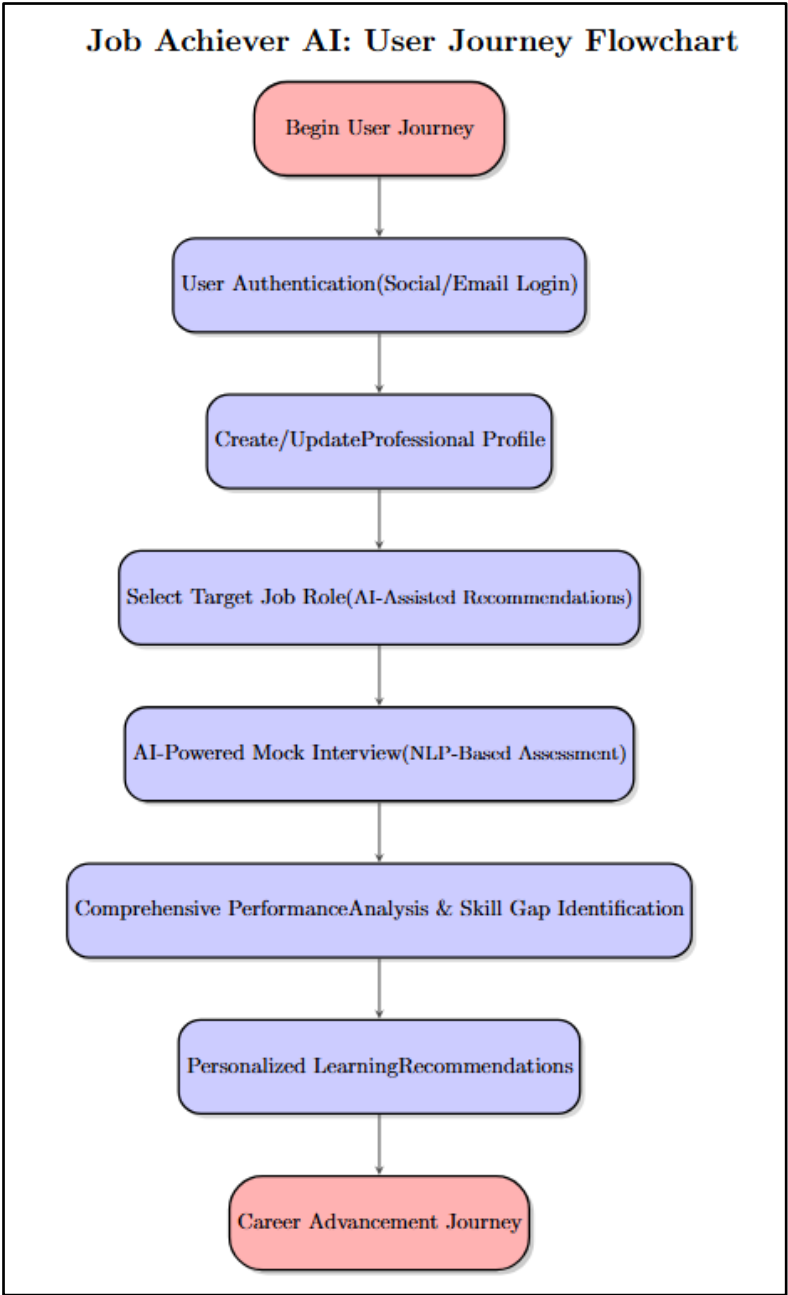 Job Achiever AI: User Journey Flowchart
Begin User Journey
User Authentication(Social/Email Login)
Create/UpdateProfessional Profile
Select Target Job Role(AI-Assisted Recommendations)
AI-Powered Mock Interview(NLP-Based Assessment)
Comprehensive PerformanceAnalysis & Skill Gap Identification
Personalized LearningRecommendations
Career Advancement Journey